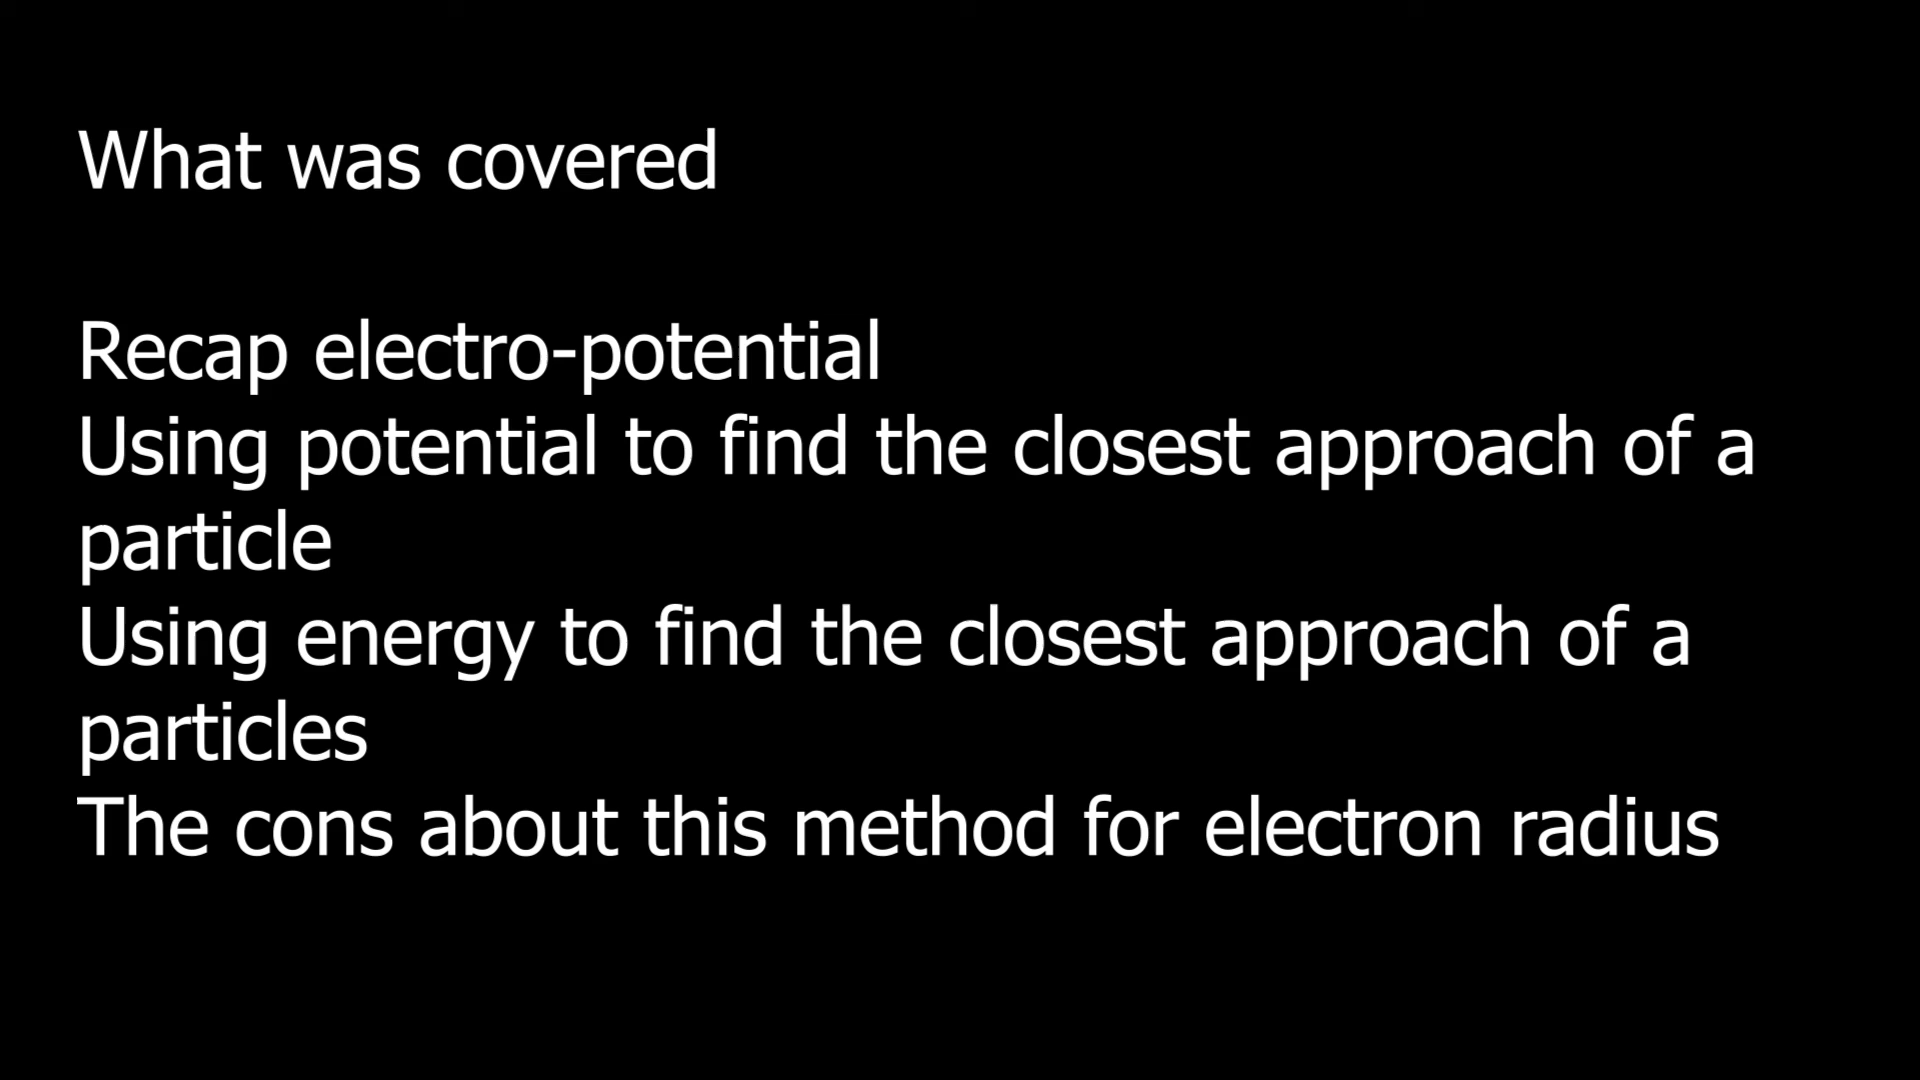 What was covered
Recap electro-potential
Using potential to find the closest approach of a
particle
Using energy to find the closest approach of a
particles
The cons about this method for electron radius